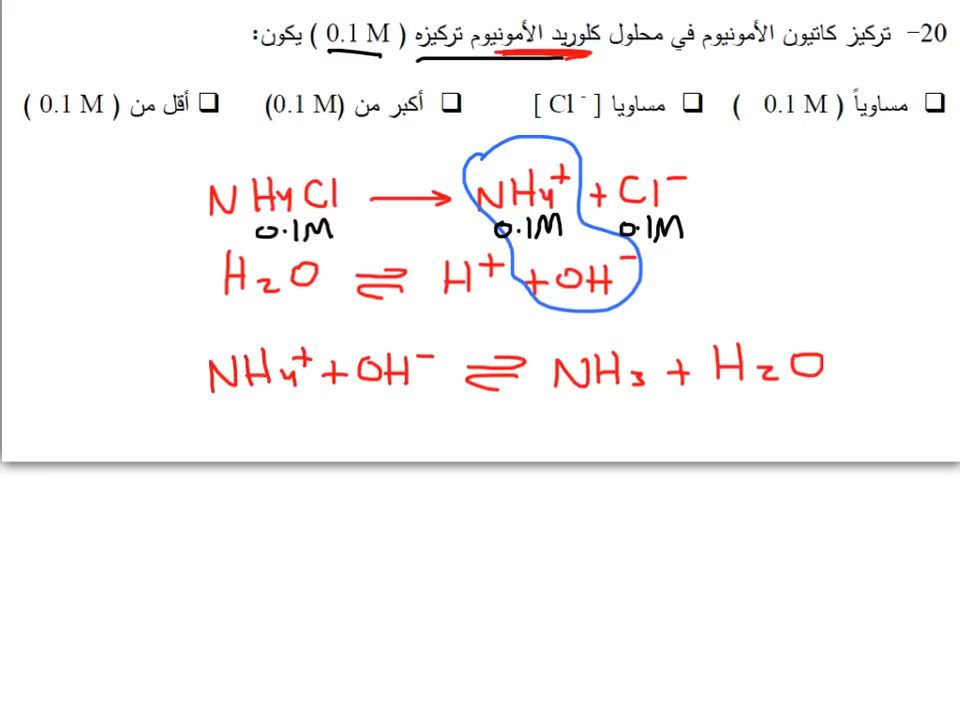 20- تركيز كاتيون الأمونيوم في محلول كلوريد الأمونيوم تركيزه ( 0.1 M ) يكون:
❑ مساوياً ( 0.1 M ) ❑ مساويا [ Cl⁻ ] ❑ أكبر من (0.1 M) ❑ أقل من ( 0.1 M )
NH4Cl → NH4⁺ + Cl⁻
0.1M 0.1M 0.1M
H2O ⇌ H⁺ + OH⁻
NH4⁺ + OH⁻ ⇌ NH3 + H2O